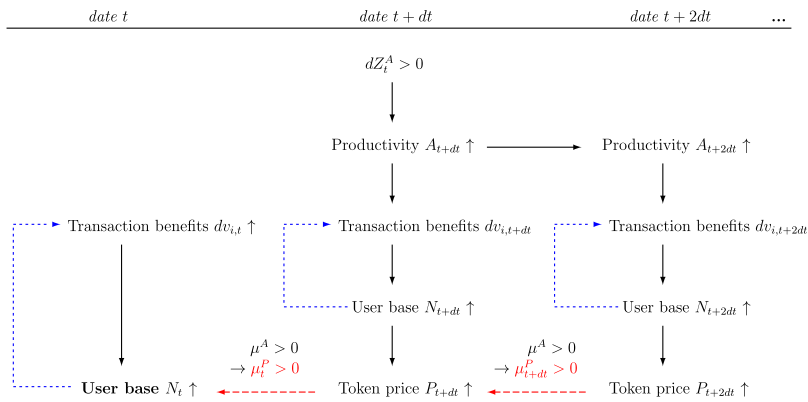 date t date t + dt date t + 2dt ...
dZ_t^A > 0
Productivity A_{t+dt} ↑ Productivity A_{t+2dt} ↑
Transaction benefits dv_{i,t} ↑ Transaction benefits dv_{i,t+dt} Transaction benefits dv_{i,t+2dt}
User base N_{t+dt} ↑ User base N_{t+2dt} ↑
μ^A > 0 μ^A > 0
→ μ_t^P > 0 → μ_{t+dt}^P > 0
User base N_t ↑ Token price P_{t+dt} ↑ Token price P_{t+2dt} ↑